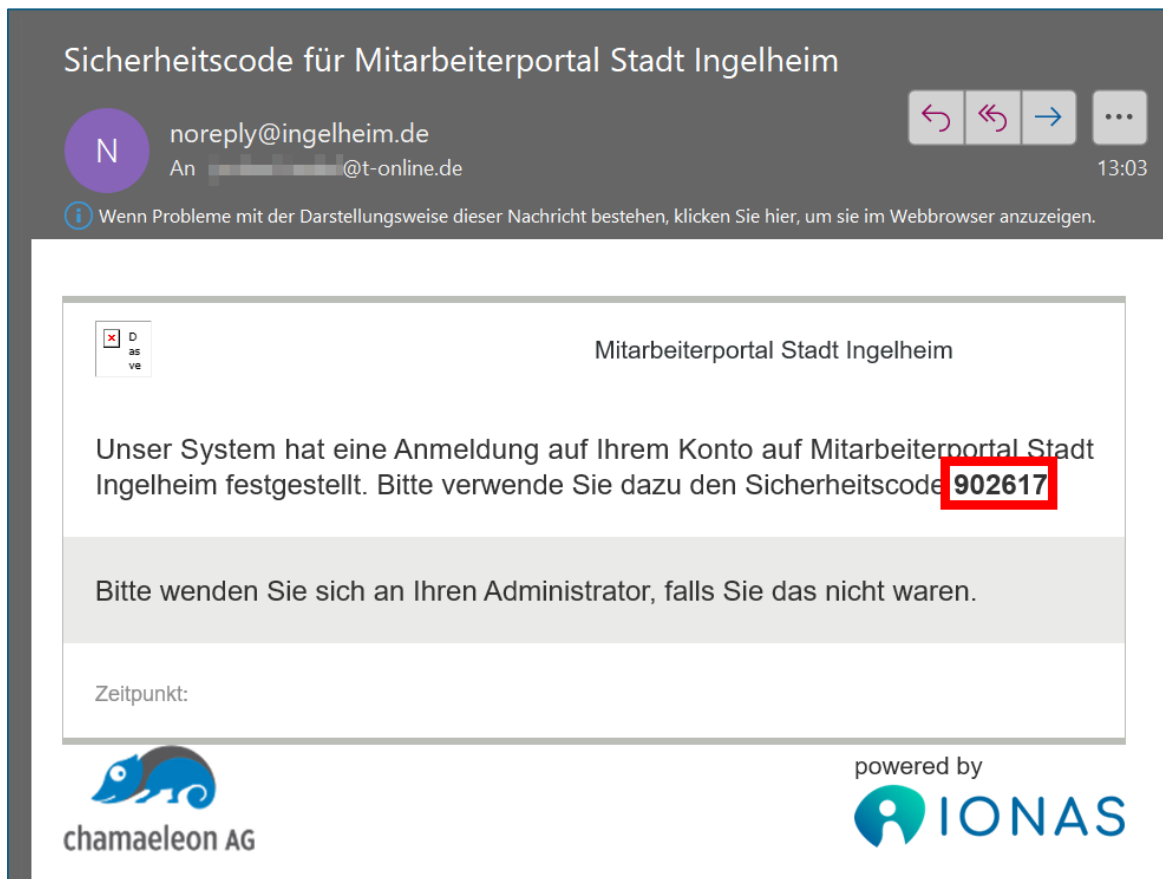 Sicherheitscode für Mitarbeiterportal Stadt Ingelheim
N
noreply@ingelheim.de
An @t-online.de
13:03
Wenn Probleme mit der Darstellungsweise dieser Nachricht bestehen, klicken Sie hier, um sie im Webbrowser anzuzeigen.
D
as
ve
Mitarbeiterportal Stadt Ingelheim
Unser System hat eine Anmeldung auf Ihrem Konto auf Mitarbeiterportal Stadt
Ingelheim festgestellt. Bitte verwende Sie dazu den Sicherheitscode 902617
Bitte wenden Sie sich an Ihren Administrator, falls Sie das nicht waren.
Zeitpunkt:
chamaeleon AG
powered by
IONAS